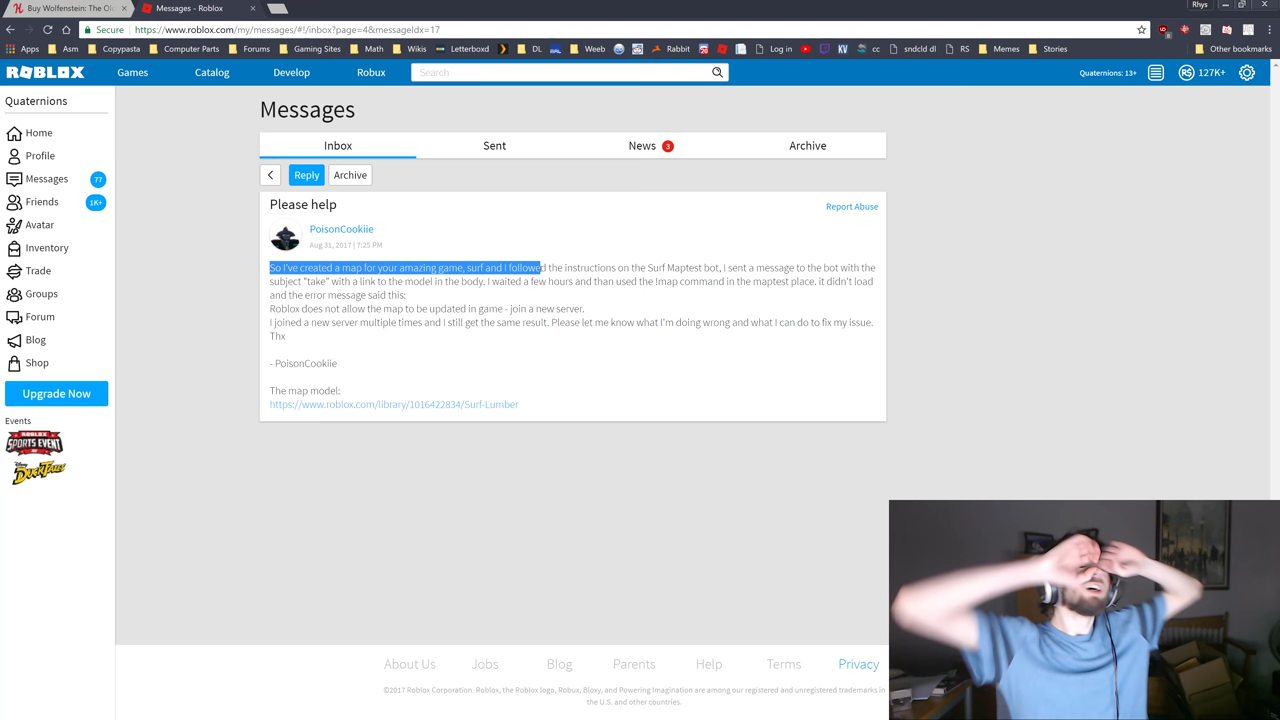 Buy Wolfenstein: The Old
Messages - Roblox
Rhys
Secure
https://www.roblox.com/my/messages/#!/inbox?page=4&messageIdx=17
Apps
Asm
Copypasta
Computer Parts
Forums
Gaming Sites
Math
Wikis
Letterboxd
DL
Weeb
Rabbit
Log in
KV
cc
sndcld dl
RS
Memes
Stories
Other bookmarks
ROBLOX
Games
Catalog
Develop
Robux
Search
Quaternions: 13+
R$
127K+
Quaternions
Home
Profile
Messages
77
Friends
1K+
Avatar
Inventory
Trade
Groups
Forum
Blog
Shop
Upgrade Now
Events
ROBLOX
SPORTS EVENT
DUCKTALES
Messages
Inbox
Sent
News 3
Archive
Reply
Archive
Please help
Report Abuse
PoisonCookiie
Aug 31, 2017 | 7:25 PM
So I've created a map for your amazing game, surf and I followed the instructions on the Surf Maptest bot, I sent a message to the bot with the
subject "take" with a link to the model in the body. I waited a few hours and than used the !map command in the maptest place. it didn't load
and the error message said this:
Roblox does not allow the map to be updated in game - join a new server.
I joined a new server multiple times and I still get the same result. Please let me know what I'm doing wrong and what I can do to fix my issue.
Thx
- PoisonCookiie
The map model:
https://www.roblox.com/library/1016422834/Surf-Lumber
About Us
Jobs
Blog
Parents
Help
Terms
Privacy
©2017 Roblox Corporation. Roblox, the Roblox logo, Robux, Bloxy, and Powering Imagination are among our registered and unregistered trademarks in
the U.S. and other countries.